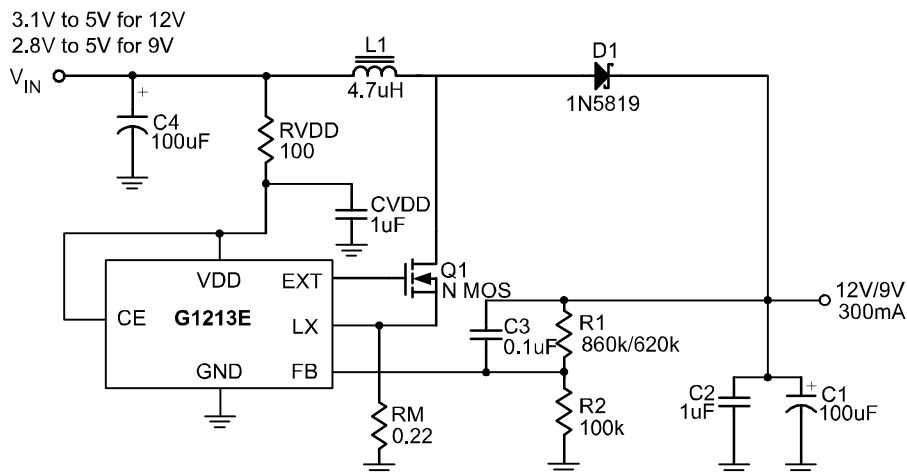 3.1V to 5V for 12V
2.8V to 5V for 9V
VIN
L1
4.7uH
D1
1N5819
+
C4
100uF
RVDD
100
CVDD
1uF
VDD
EXT
Q1
N MOS
CE
G1213E
LX
GND
FB
C3
0.1uF
R1
860k/620k
12V/9V
300mA
RM
0.22
R2
100k
C2
1uF
+
C1
100uF